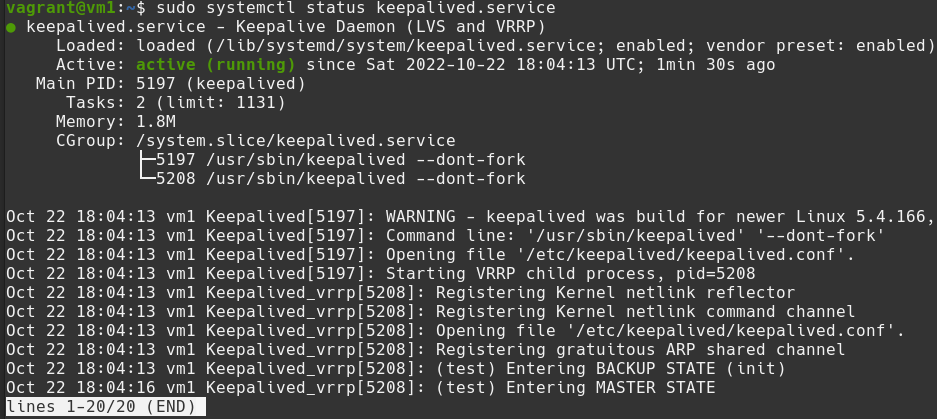 vagrant@vm1:~$ sudo systemctl status keepalived.service
● keepalived.service - Keepalive Daemon (LVS and VRRP)
     Loaded: loaded (/lib/systemd/system/keepalived.service; enabled; vendor preset: enabled)
     Active: active (running) since Sat 2022-10-22 18:04:13 UTC; 1min 30s ago
   Main PID: 5197 (keepalived)
      Tasks: 2 (limit: 1131)
     Memory: 1.8M
     CGroup: /system.slice/keepalived.service
             ├─5197 /usr/sbin/keepalived --dont-fork
             └─5208 /usr/sbin/keepalived --dont-fork

Oct 22 18:04:13 vm1 Keepalived[5197]: WARNING - keepalived was build for newer Linux 5.4.166,
Oct 22 18:04:13 vm1 Keepalived[5197]: Command line: '/usr/sbin/keepalived' '--dont-fork'
Oct 22 18:04:13 vm1 Keepalived[5197]: Opening file '/etc/keepalived/keepalived.conf'.
Oct 22 18:04:13 vm1 Keepalived[5197]: Starting VRRP child process, pid=5208
Oct 22 18:04:13 vm1 Keepalived_vrrp[5208]: Registering Kernel netlink reflector
Oct 22 18:04:13 vm1 Keepalived_vrrp[5208]: Registering Kernel netlink command channel
Oct 22 18:04:13 vm1 Keepalived_vrrp[5208]: Opening file '/etc/keepalived/keepalived.conf'.
Oct 22 18:04:13 vm1 Keepalived_vrrp[5208]: Registering gratuitous ARP shared channel
Oct 22 18:04:13 vm1 Keepalived_vrrp[5208]: (test) Entering BACKUP STATE (init)
Oct 22 18:04:16 vm1 Keepalived_vrrp[5208]: (test) Entering MASTER STATE
lines 1-20/20 (END)